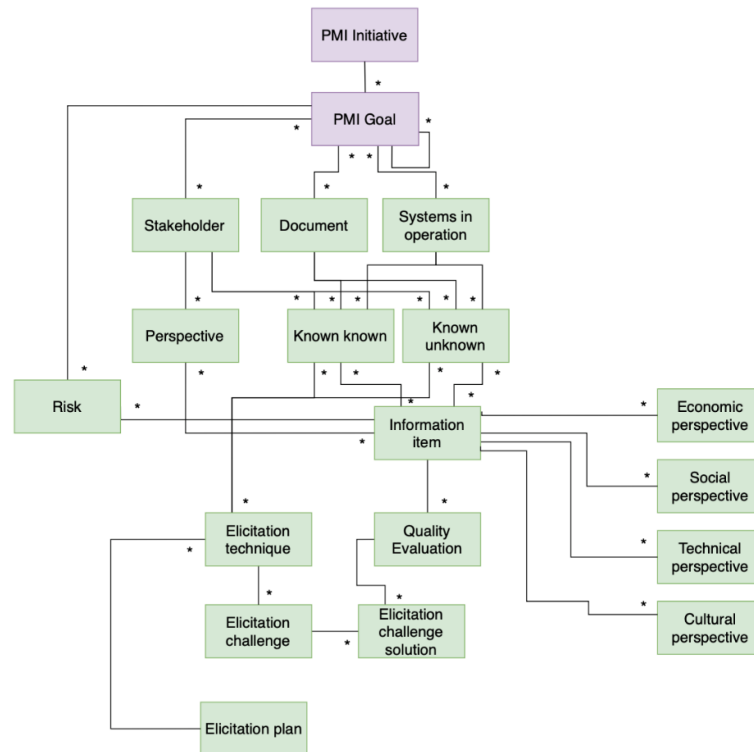 PMI Initiative
*
PMI Goal
*
*
*
*
*
*
*
Stakeholder
Document
Systems in
operation
*
*
*
*
*
*
*
Perspective
Known known
Known
unknown
*
*
*
*
*
*
*
*
*
Risk
*
*
Information
item
*
Economic
perspective
*
Social
perspective
*
*
Elicitation
technique
*
Quality
Evaluation
*
Technical
perspective
*
*
*
Elicitation
challenge
*
Elicitation
challenge
solution
Cultural
perspective
Elicitation plan